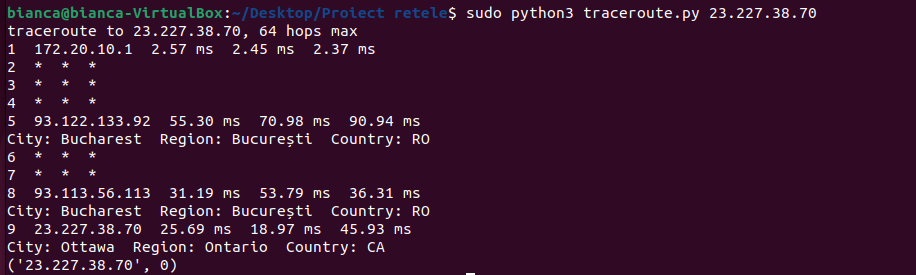 bianca@bianca-VirtualBox:~/Desktop/Proiect retele$ sudo python3 traceroute.py 23.227.38.70
traceroute to 23.227.38.70, 64 hops max
1  172.20.10.1  2.57 ms  2.45 ms  2.37 ms
2  *  *  *
3  *  *  *
4  *  *  *
5  93.122.133.92  55.30 ms  70.98 ms  90.94 ms
City: Bucharest  Region: București  Country: RO
6  *  *  *
7  *  *  *
8  93.113.56.113  31.19 ms  53.79 ms  36.31 ms
City: Bucharest  Region: București  Country: RO
9  23.227.38.70  25.69 ms  18.97 ms  45.93 ms
City: Ottawa  Region: Ontario  Country: CA
('23.227.38.70', 0)